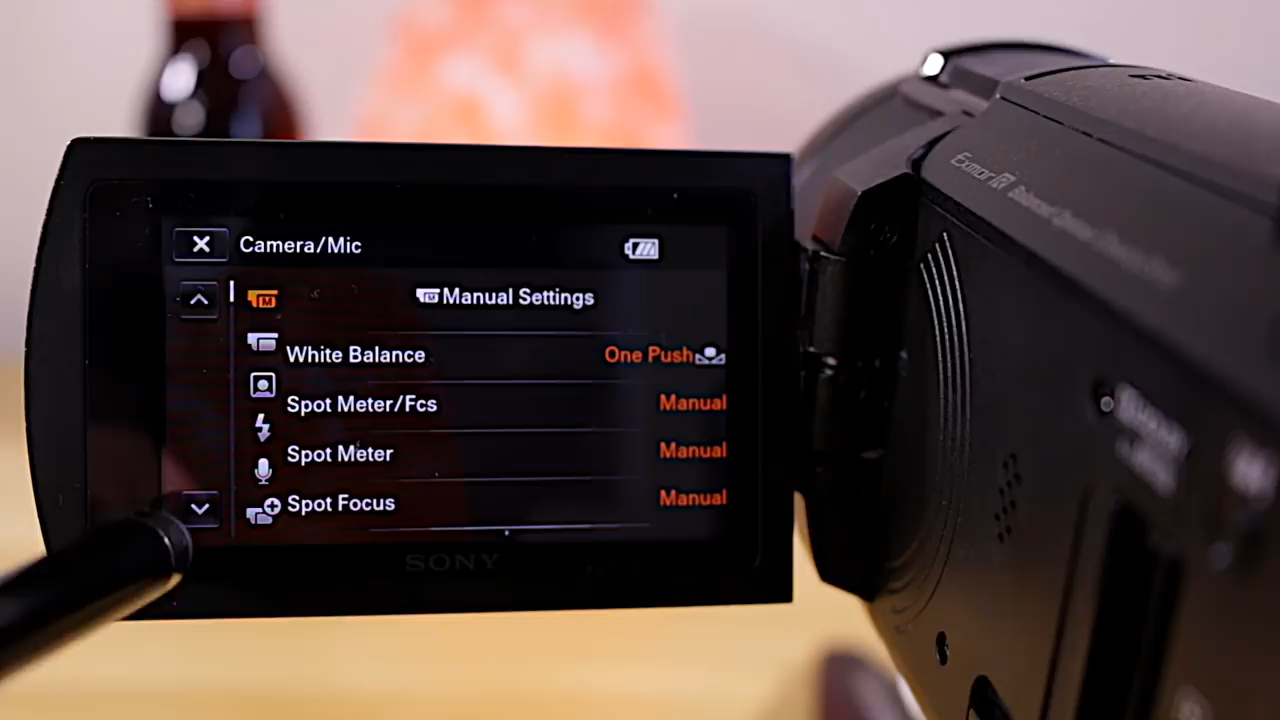 Camera/Mic
Manual Settings
White Balance One Push
Spot Meter/Fcs Manual
Spot Meter Manual
Spot Focus Manual
SONY
Exmor R